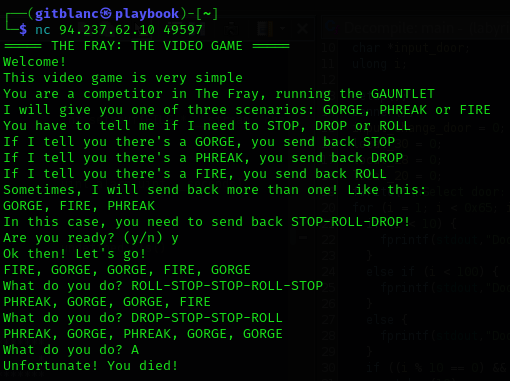 ┌──(gitblanc㉿playbook)-[~]
└─$ nc 94.237.62.10 49597
===== THE FRAY: THE VIDEO GAME =====
Welcome!
This video game is very simple
You are a competitor in The Fray, running the GAUNTLET
I will give you one of three scenarios: GORGE, PHREAK or FIRE
You have to tell me if I need to STOP, DROP or ROLL
If I tell you there's a GORGE, you send back STOP
If I tell you there's a PHREAK, you send back DROP
If I tell you there's a FIRE, you send back ROLL
Sometimes, I will send back more than one! Like this:
GORGE, FIRE, PHREAK
In this case, you need to send back STOP-ROLL-DROP!
Are you ready? (y/n) y
Ok then! Let's go!
FIRE, GORGE, GORGE, FIRE, GORGE
What do you do? ROLL-STOP-STOP-ROLL-STOP
PHREAK, GORGE, GORGE, FIRE
What do you do? DROP-STOP-STOP-ROLL
PHREAK, GORGE, PHREAK, GORGE, GORGE
What do you do? A
Unfortunate! You died!